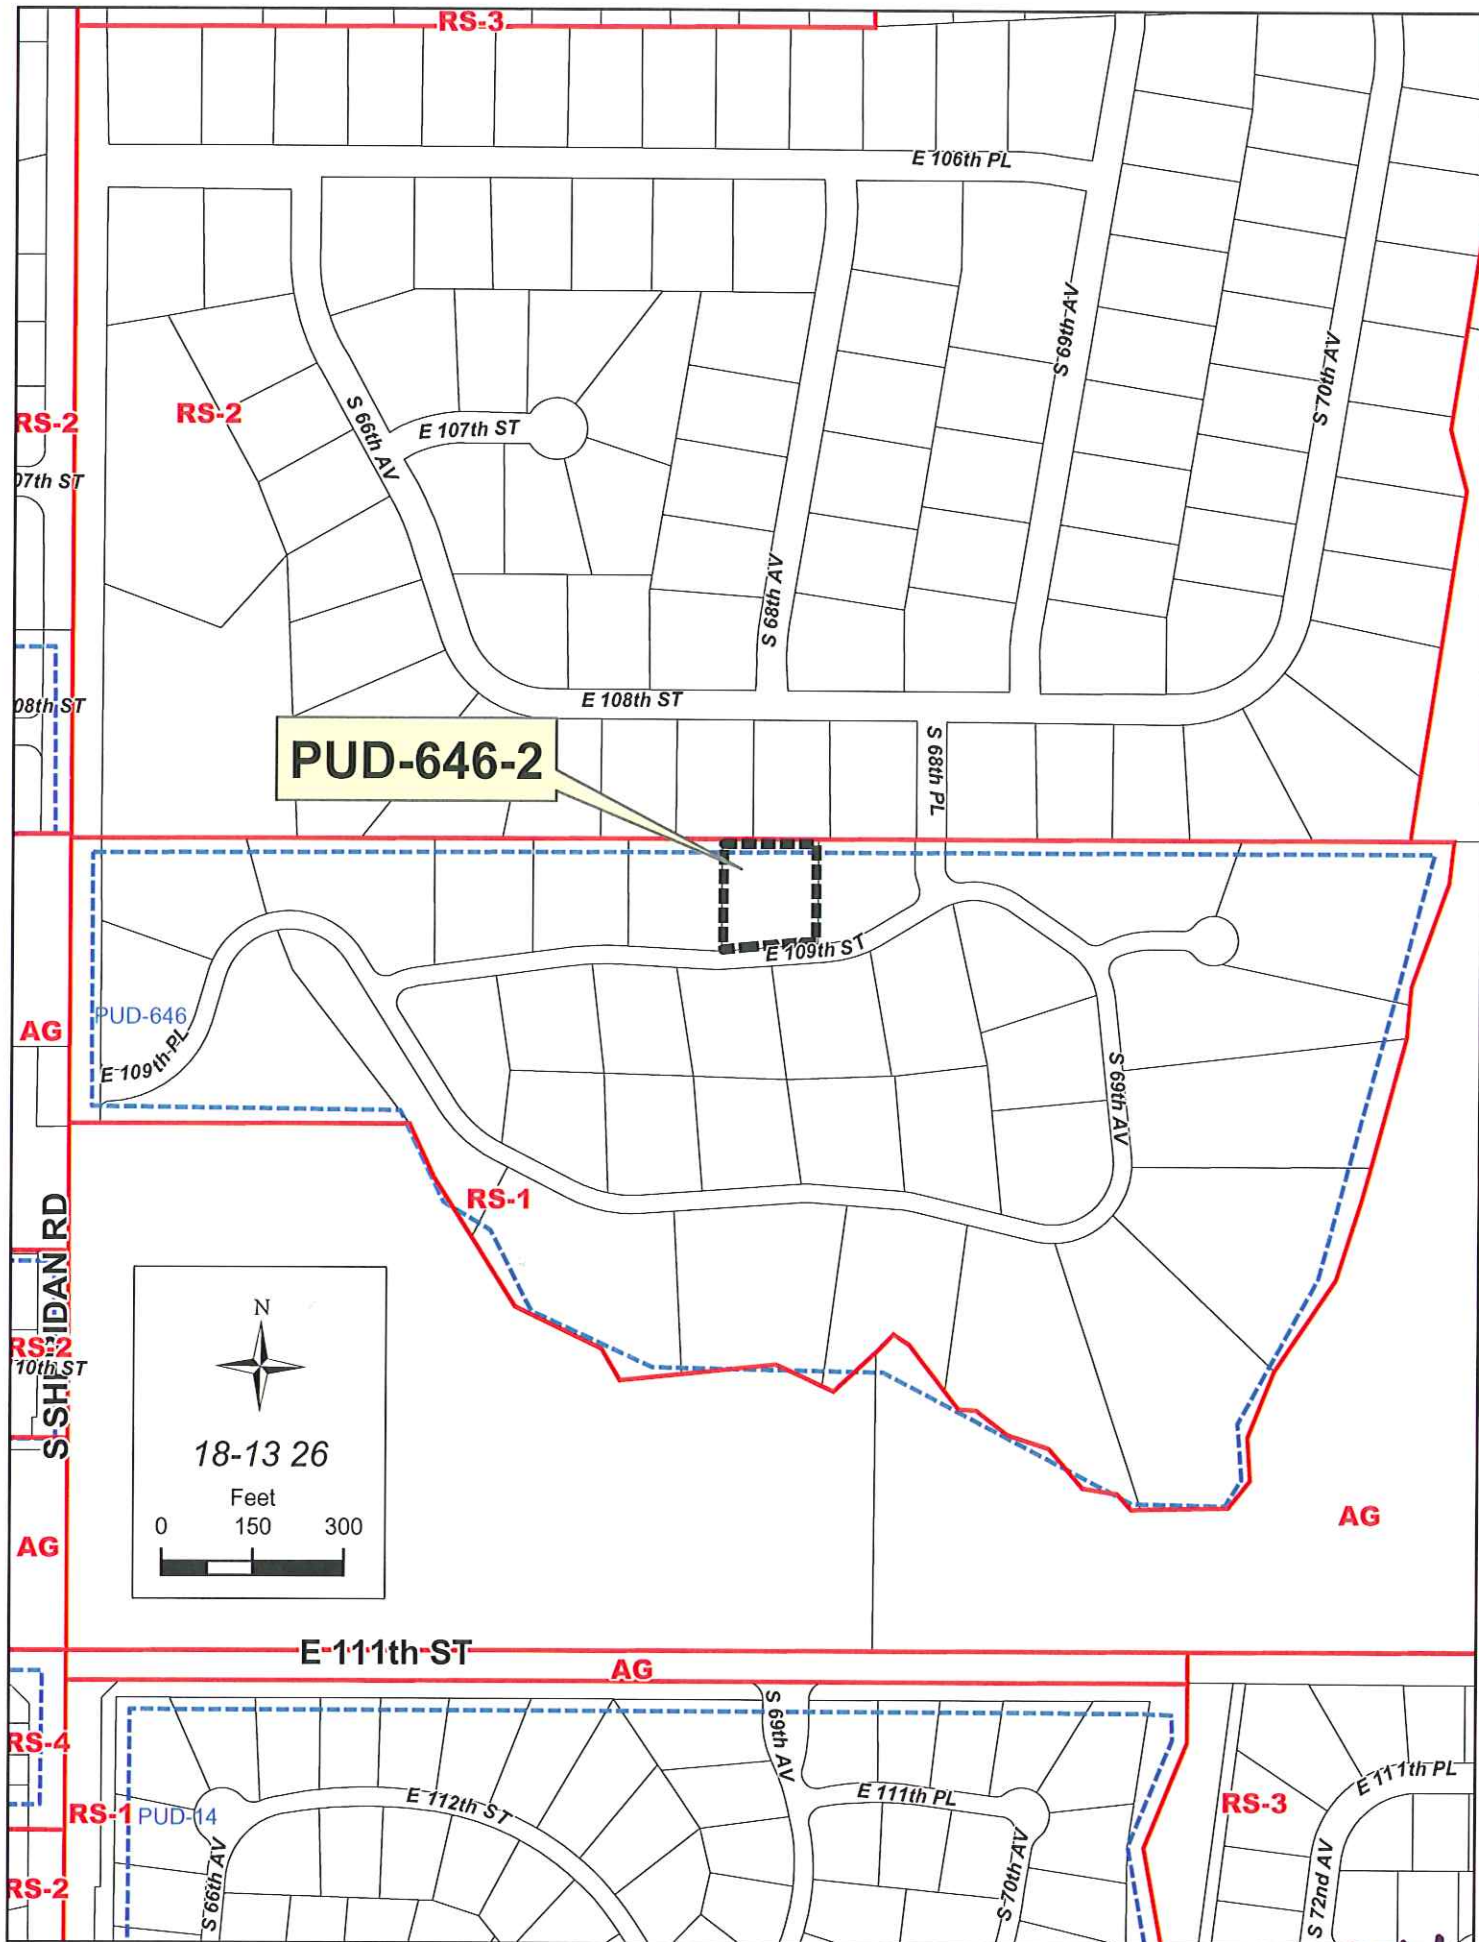 RS-3
E 106th PL
S 69th AV
S 70th AV
RS-2
RS-2
S 66th AV
E 107th ST
07th ST
S 68th AV
08th ST
E 108th ST
S 68th PL
PUD-646-2
E 109th ST
PUD-646
AG
E 109th PL
S 69th AV
RS-1
S SHERIDAN RD
RS-2
10th ST
N
18-13 26
Feet
0 150 300
AG
AG
E 111th ST
AG
S 69th AV
RS-4
E 111th PL
E 112th ST
E 111th PL
RS-3
RS-1
PUD-14
S 66th AV
S 70th AV
S 72nd AV
RS-2